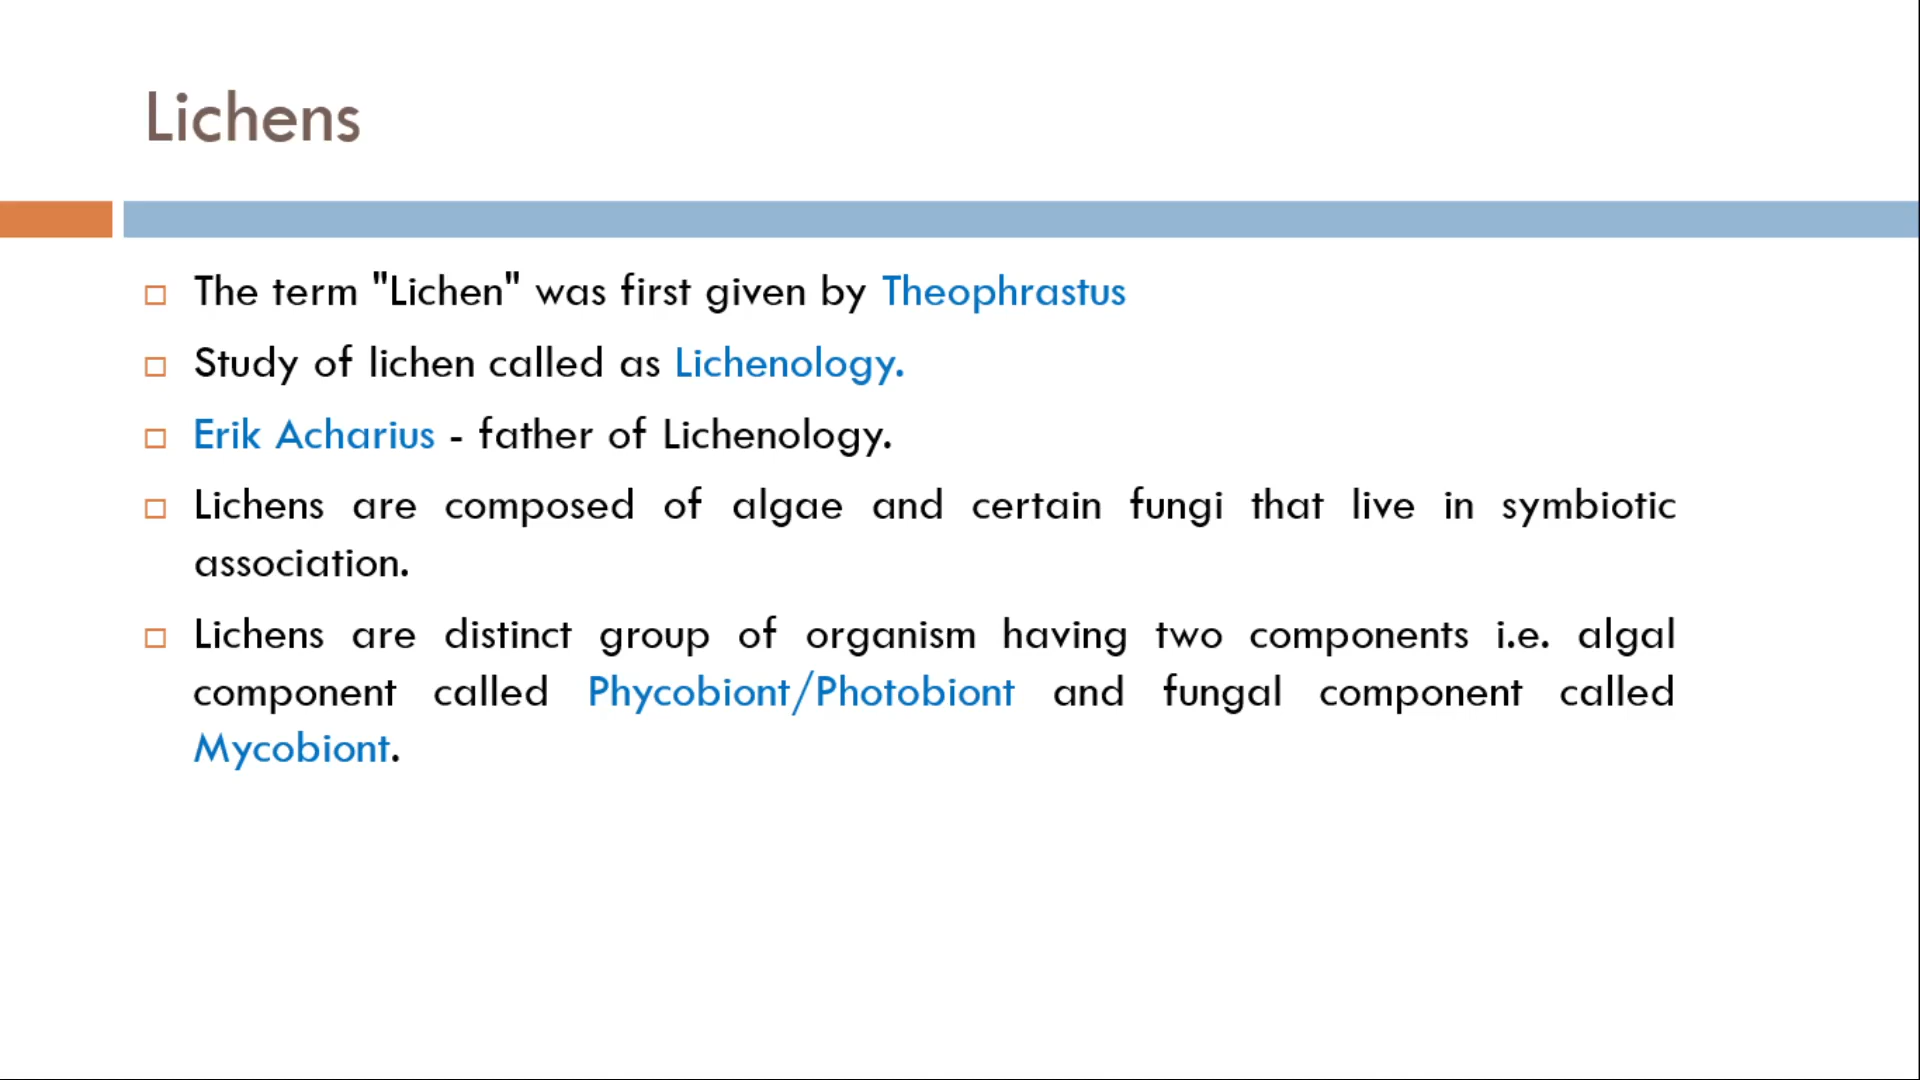 Lichens
The term "Lichen" was first given by Theophrastus
Study of lichen called as Lichenology.
Erik Acharius - father of Lichenology.
Lichens are composed of algae and certain fungi that live in symbiotic
association.
Lichens are distinct group of organism having two components i.e. algal
component called Phycobiont/Photobiont and fungal component called
Mycobiont.